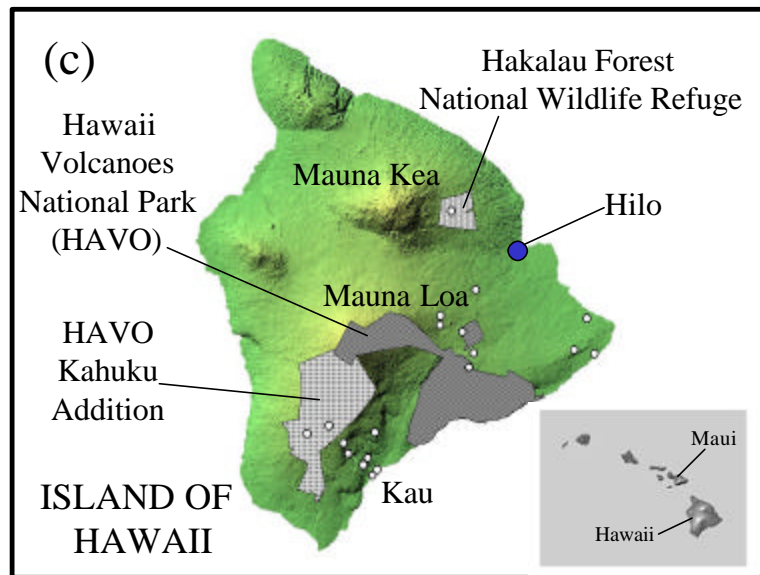 (c)
Hakalau Forest
National Wildlife Refuge
Hawaii
Volcanoes
National Park
(HAVO)
Mauna Kea
Hilo
Mauna Loa
HAVO
Kahuku
Addition
Kau
ISLAND OF
HAWAII
Maui
Hawaii